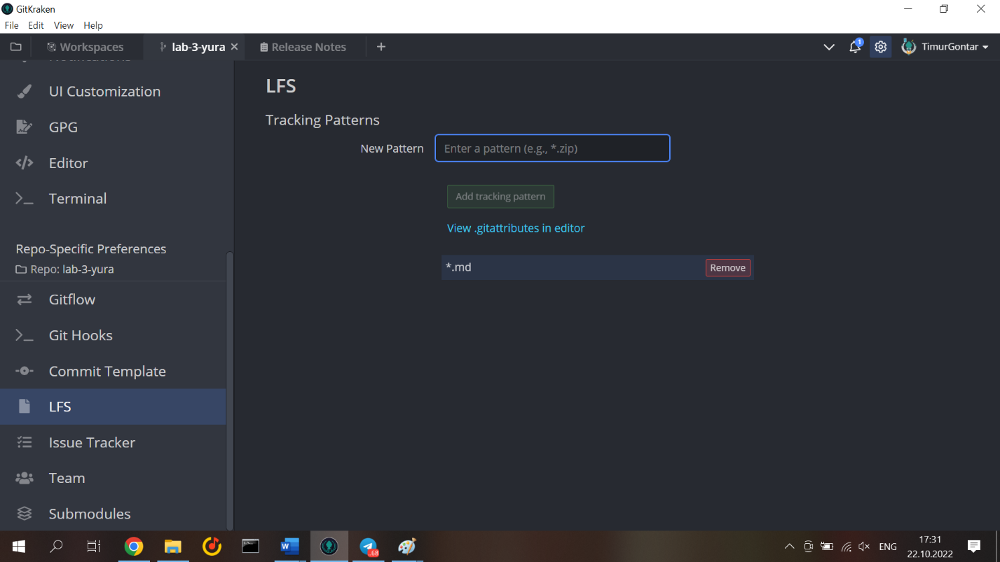 GitKraken
File Edit View Help
Workspaces lab-3-yura Release Notes 1 TimurGontar
Notifications
UI Customization
GPG
Editor
Terminal
Repo-Specific Preferences
Repo: lab-3-yura
Gitflow
Git Hooks
Commit Template
LFS
Issue Tracker
Team
Submodules
LFS
Tracking Patterns
New Pattern Enter a pattern (e.g., *.zip)
Add tracking pattern
View .gitattributes in editor
*.md Remove
W ..68 ENG 17:31
22.10.2022